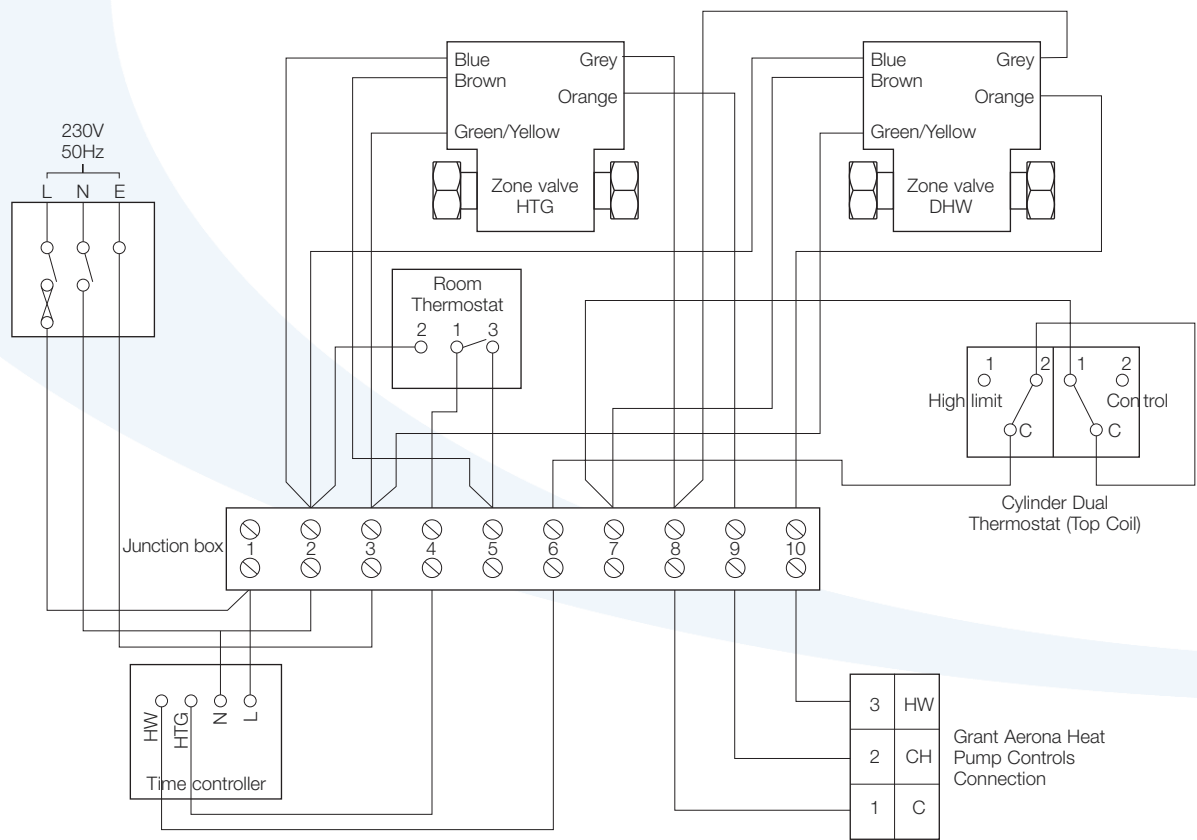 Blue
Brown
Grey
Orange
Green/Yellow
Zone valve
HTG
Blue
Brown
Grey
Orange
Green/Yellow
Zone valve
DHW
230V
50Hz
L N E
Room
Thermostat
2 1 3
1 2 1 2
High limit
Control
C C
Cylinder Dual
Thermostat (Top Coil)
Junction box
1 2 3 4 5 6 7 8 9 10
HW HTG N L
Time controller
3 HW
2 CH
1 C
Grant Aerona Heat
Pump Controls
Connection